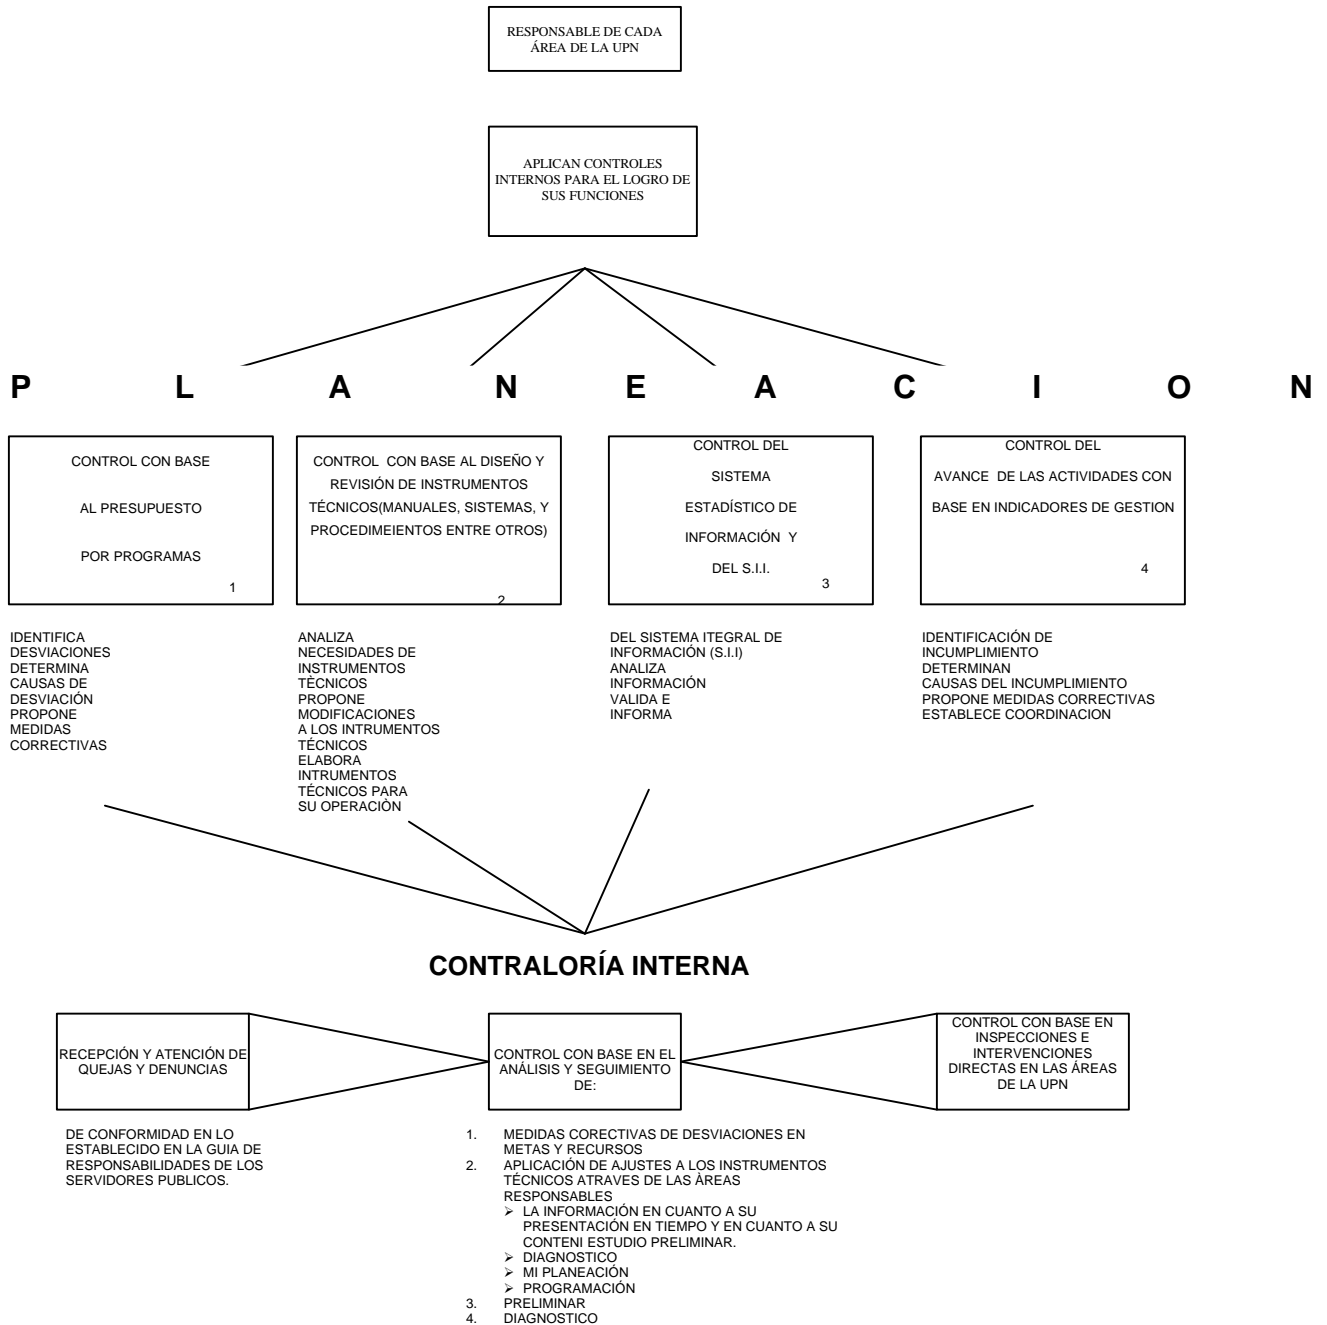 RESPONSABLE DE CADA
ÁREA DE LA UPN
APLICAN CONTROLES
INTERNOS PARA EL LOGRO DE
SUS FUNCIONES
P L A N E A C I O N
CONTROL CON BASE
AL PRESUPUESTO
POR PROGRAMAS
1
CONTROL CON BASE AL DISEÑO Y
REVISIÓN DE INSTRUMENTOS
TÉCNICOS(MANUALES, SISTEMAS, Y
PROCEDIMEIENTOS ENTRE OTROS)
2
CONTROL DEL
SISTEMA
ESTADÍSTICO DE
INFORMACIÓN Y
DEL S.I.I.
3
CONTROL DEL
AVANCE DE LAS ACTIVIDADES CON
BASE EN INDICADORES DE GESTION
4
IDENTIFICA
DESVIACIONES
DETERMINA
CAUSAS DE
DESVIACIÓN
PROPONE
MEDIDAS
CORRECTIVAS
ANALIZA
NECESIDADES DE
INSTRUMENTOS
TÈCNICOS
PROPONE
MODIFICACIONES
A LOS INTRUMENTOS
TÉCNICOS
ELABORA
INTRUMENTOS
TÉCNICOS PARA
SU OPERACIÒN
DEL SISTEMA ITEGRAL DE
INFORMACIÓN (S.I.I)
ANALIZA
INFORMACIÓN
VALIDA E
INFORMA
IDENTIFICACIÓN DE
INCUMPLIMIENTO
DETERMINAN
CAUSAS DEL INCUMPLIMIENTO
PROPONE MEDIDAS CORRECTIVAS
ESTABLECE COORDINACION
CONTRALORÍA INTERNA
RECEPCIÓN Y ATENCIÓN DE
QUEJAS Y DENUNCIAS
CONTROL CON BASE EN EL
ANÁLISIS Y SEGUIMIENTO
DE:
CONTROL CON BASE EN
INSPECCIONES E
INTERVENCIONES
DIRECTAS EN LAS ÁREAS
DE LA UPN
DE CONFORMIDAD EN LO
ESTABLECIDO EN LA GUIA DE
RESPONSABILIDADES DE LOS
SERVIDORES PUBLICOS.
1. MEDIDAS CORECTIVAS DE DESVIACIONES EN
METAS Y RECURSOS
2. APLICACIÓN DE AJUSTES A LOS INSTRUMENTOS
TÉCNICOS ATRAVES DE LAS ÀREAS
RESPONSABLES
➢ LA INFORMACIÓN EN CUANTO A SU
PRESENTACIÓN EN TIEMPO Y EN CUANTO A SU
CONTENI ESTUDIO PRELIMINAR.
➢ DIAGNOSTICO
➢ MI PLANEACIÓN
➢ PROGRAMACIÓN
3. PRELIMINAR
4. DIAGNOSTICO